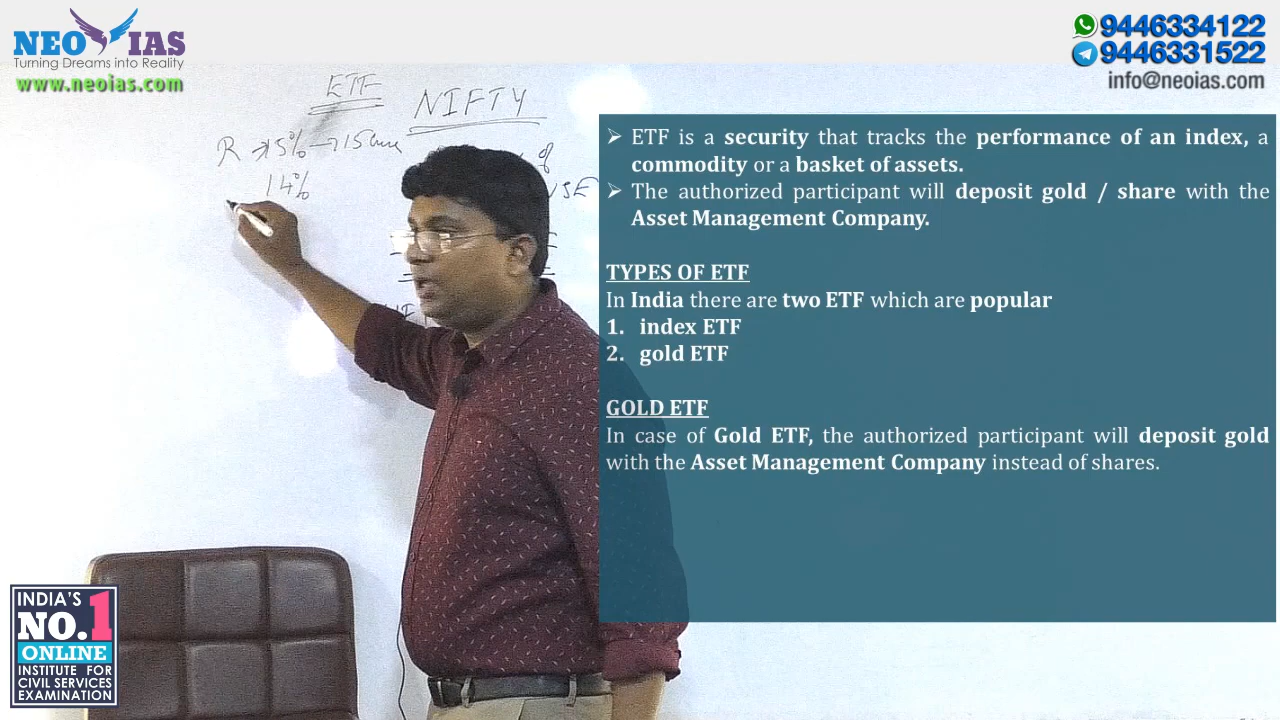 NEO IAS
Turning Dreams into Reality
www.neoias.com
9446334122
9446331522
info@neoias.com
ETF
NIFTY
R → 15% → 15
14%
of
NSE
➢ ETF is a security that tracks the performance of an index, a
commodity or a basket of assets.
➢ The authorized participant will deposit gold / share with the
Asset Management Company.
TYPES OF ETF
In India there are two ETF which are popular
1. index ETF
2. gold ETF
GOLD ETF
In case of Gold ETF, the authorized participant will deposit gold
with the Asset Management Company instead of shares.
INDIA'S
NO.1
ONLINE
INSTITUTE FOR
CIVIL SERVICES
EXAMINATION